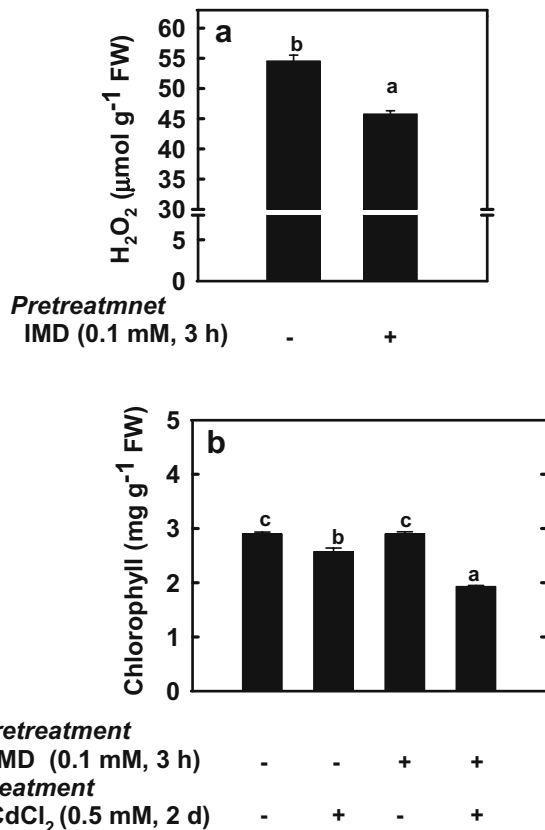 a
60
55
50
45
40
35
30
5
0
b
a
H₂O₂ (μmol g⁻¹ FW)
Pretreatmnet
IMD (0.1 mM, 3 h) - +
b
5
4
3
2
1
0
c
b
c
a
Chlorophyll (mg g⁻¹ FW)
retreatment
MD (0.1 mM, 3 h) - - + +
eatment
CdCl₂ (0.5 mM, 2 d) - + - +